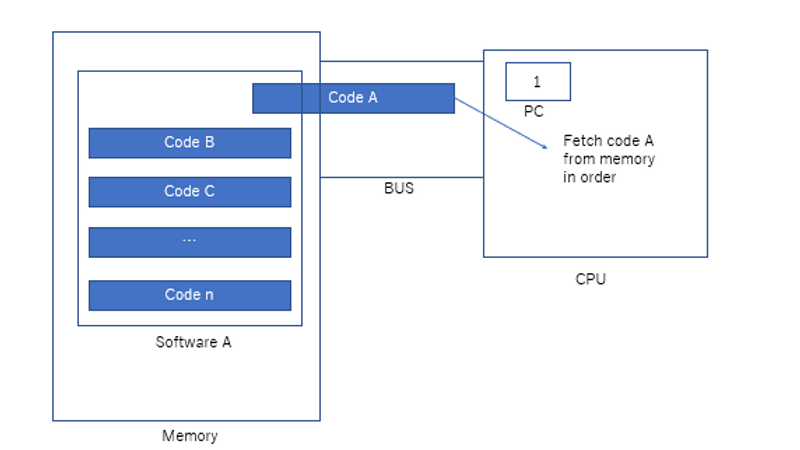 1
Code A
PC
Code B
Fetch code A
from memory
in order
Code C
BUS
...
CPU
Code n
Software A
Memory